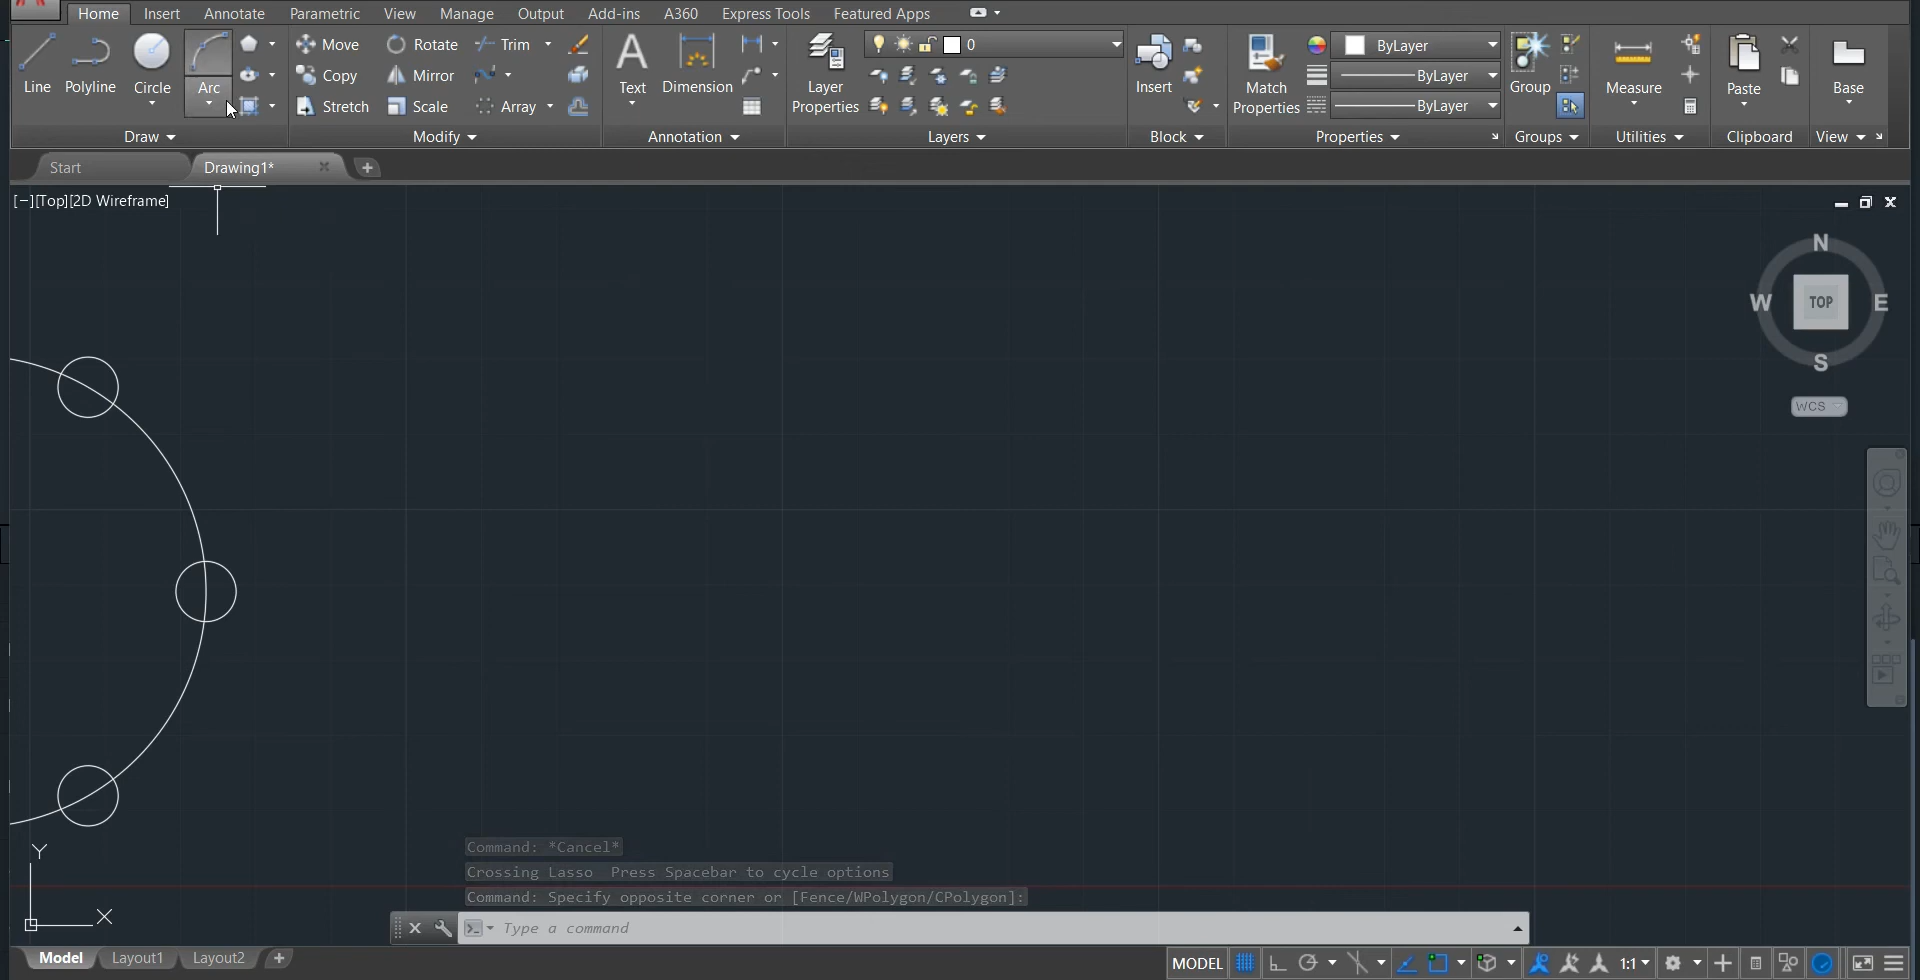 Home Insert Annotate Parametric View Manage Output Add-ins A360 Express Tools Featured Apps
Line Polyline Circle Arc
Move Rotate Trim
Copy Mirror
Stretch Scale Array
Text Dimension
Layer
Properties
0
Insert
Match
Properties
ByLayer
ByLayer
ByLayer
Group
Measure
Paste
Base
Draw Modify Annotation Layers Block Properties Groups Utilities Clipboard View
Start Drawing1*
[−][Top][2D Wireframe]
N
W TOP E
S
WCS
Y
X
Command: *Cancel*
Crossing Lasso Press Spacebar to cycle options
Command: Specify opposite corner or [Fence/WPolygon/CPolygon]:
Type a command
Model Layout1 Layout2
MODEL 1:1